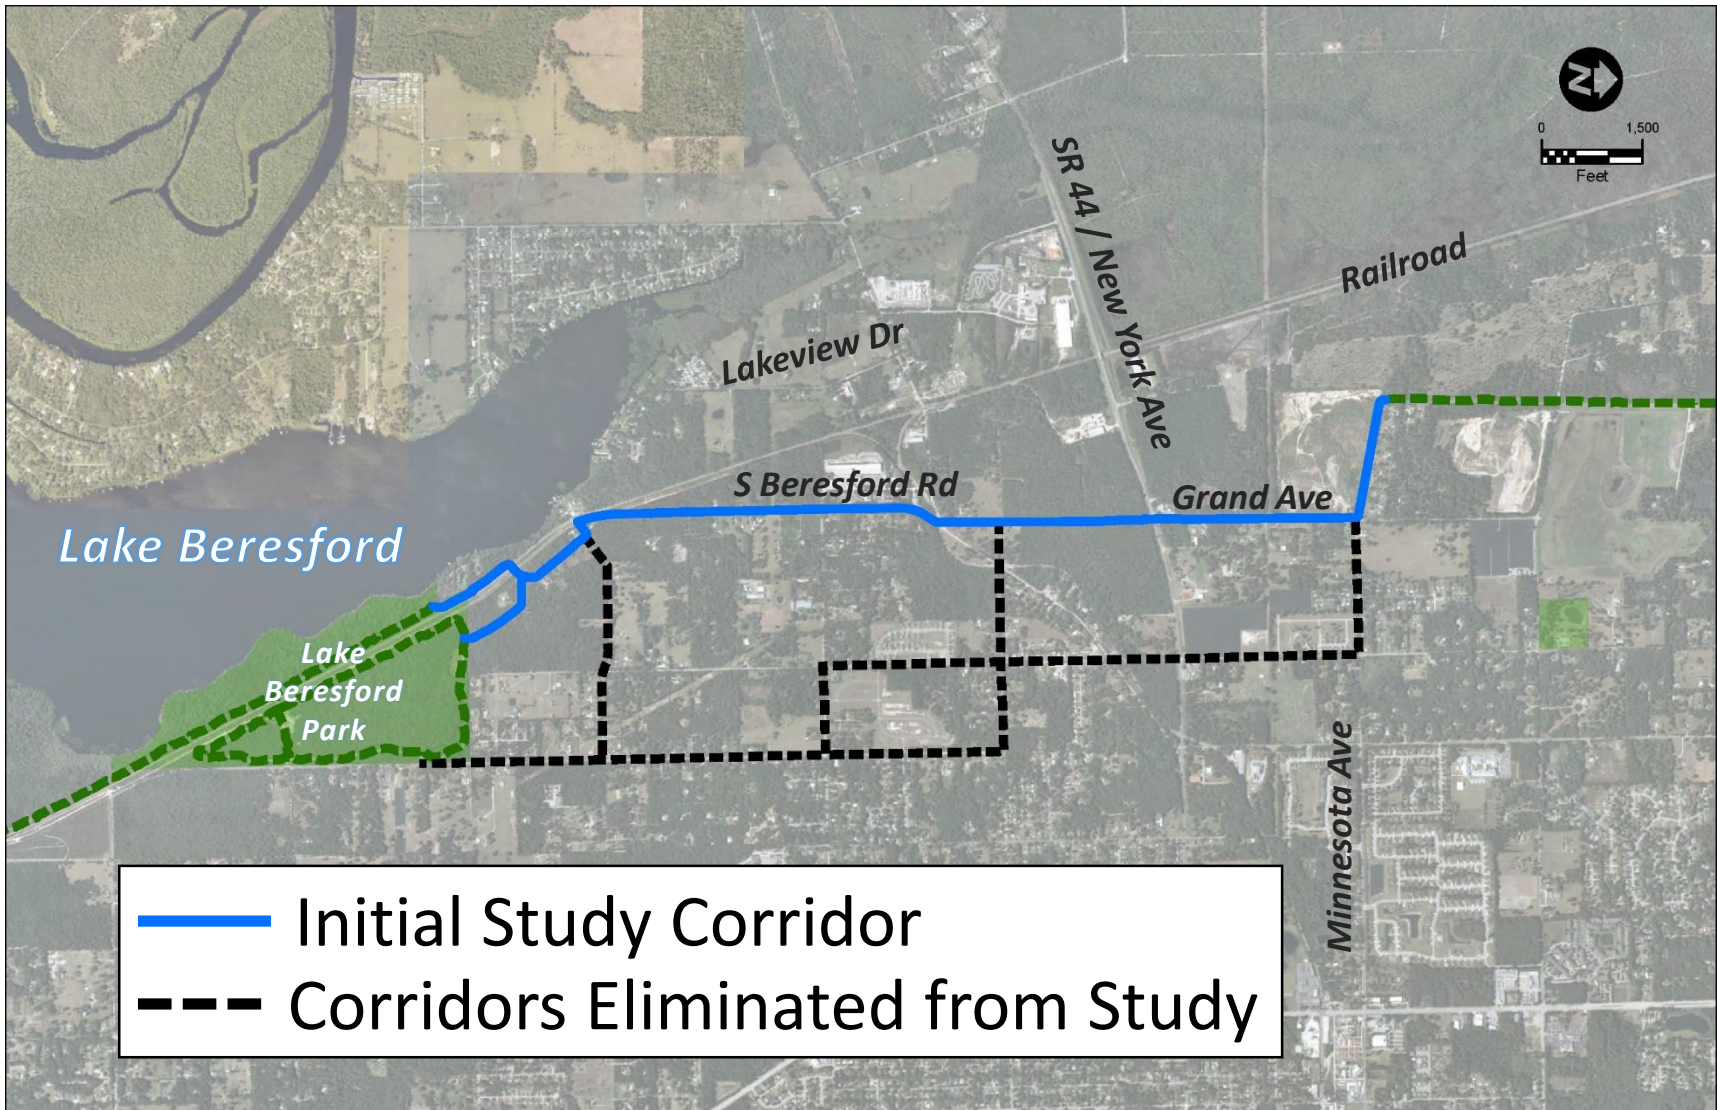 N
0 1,500
Feet
SR 44 / New York Ave
Railroad
Lakeview Dr
S Beresford Rd
Grand Ave
Lake Beresford
Lake
Beresford
Park
Minnesota Ave
Initial Study Corridor
Corridors Eliminated from Study